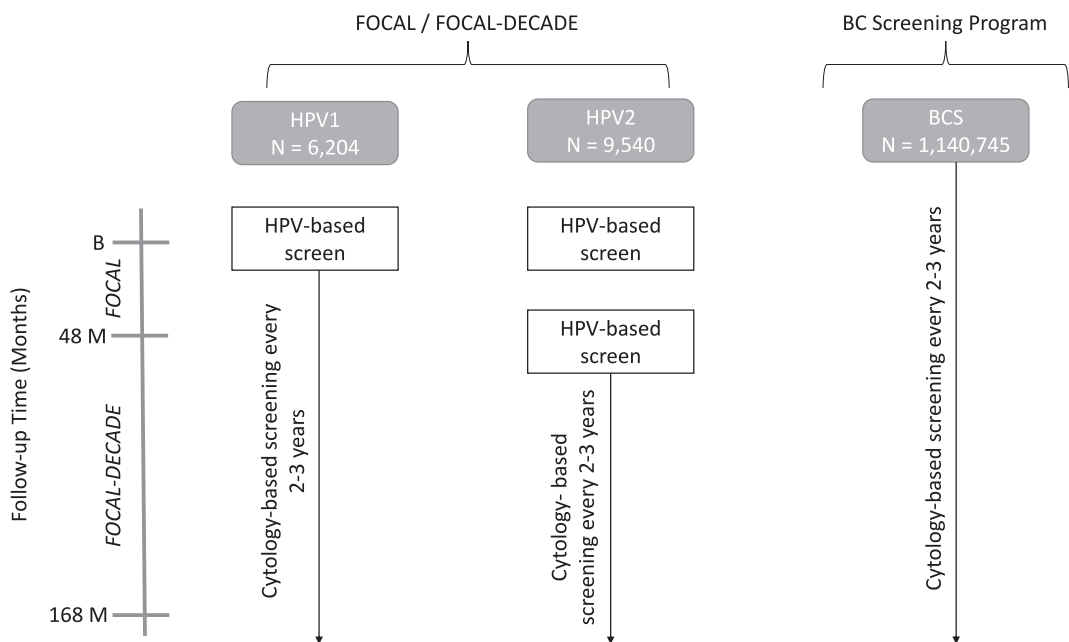 FOCAL / FOCAL-DECADE
BC Screening Program
HPV1
N = 6,204
HPV2
N = 9,540
BCS
N = 1,140,745
Follow-up Time (Months)
B
FOCAL
48 M
FOCAL-DECADE
168 M
HPV-based
screen
Cytology-based screening every
2-3 years
HPV-based
screen
HPV-based
screen
Cytology- based
screening every 2-3 years
Cytology-based screening every 2-3 years